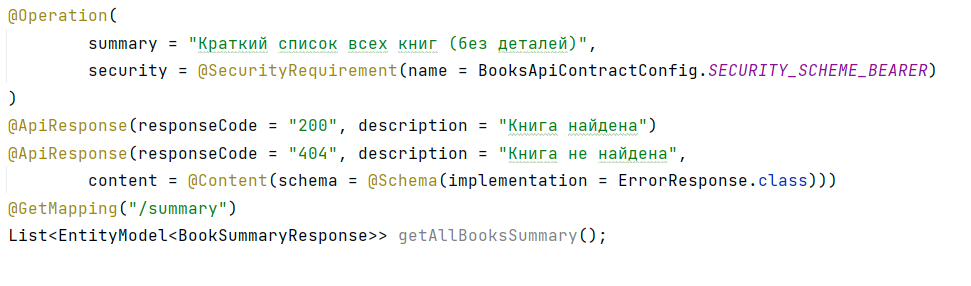 @Operation(
        summary = "Краткий список всех книг (без деталей)",
        security = @SecurityRequirement(name = BooksApiContractConfig.SECURITY_SCHEME_BEARER)
)
@ApiResponse(responseCode = "200", description = "Книга найдена")
@ApiResponse(responseCode = "404", description = "Книга не найдена",
        content = @Content(schema = @Schema(implementation = ErrorResponse.class)))
@GetMapping("/summary")
List<EntityModel<BookSummaryResponse>> getAllBooksSummary();